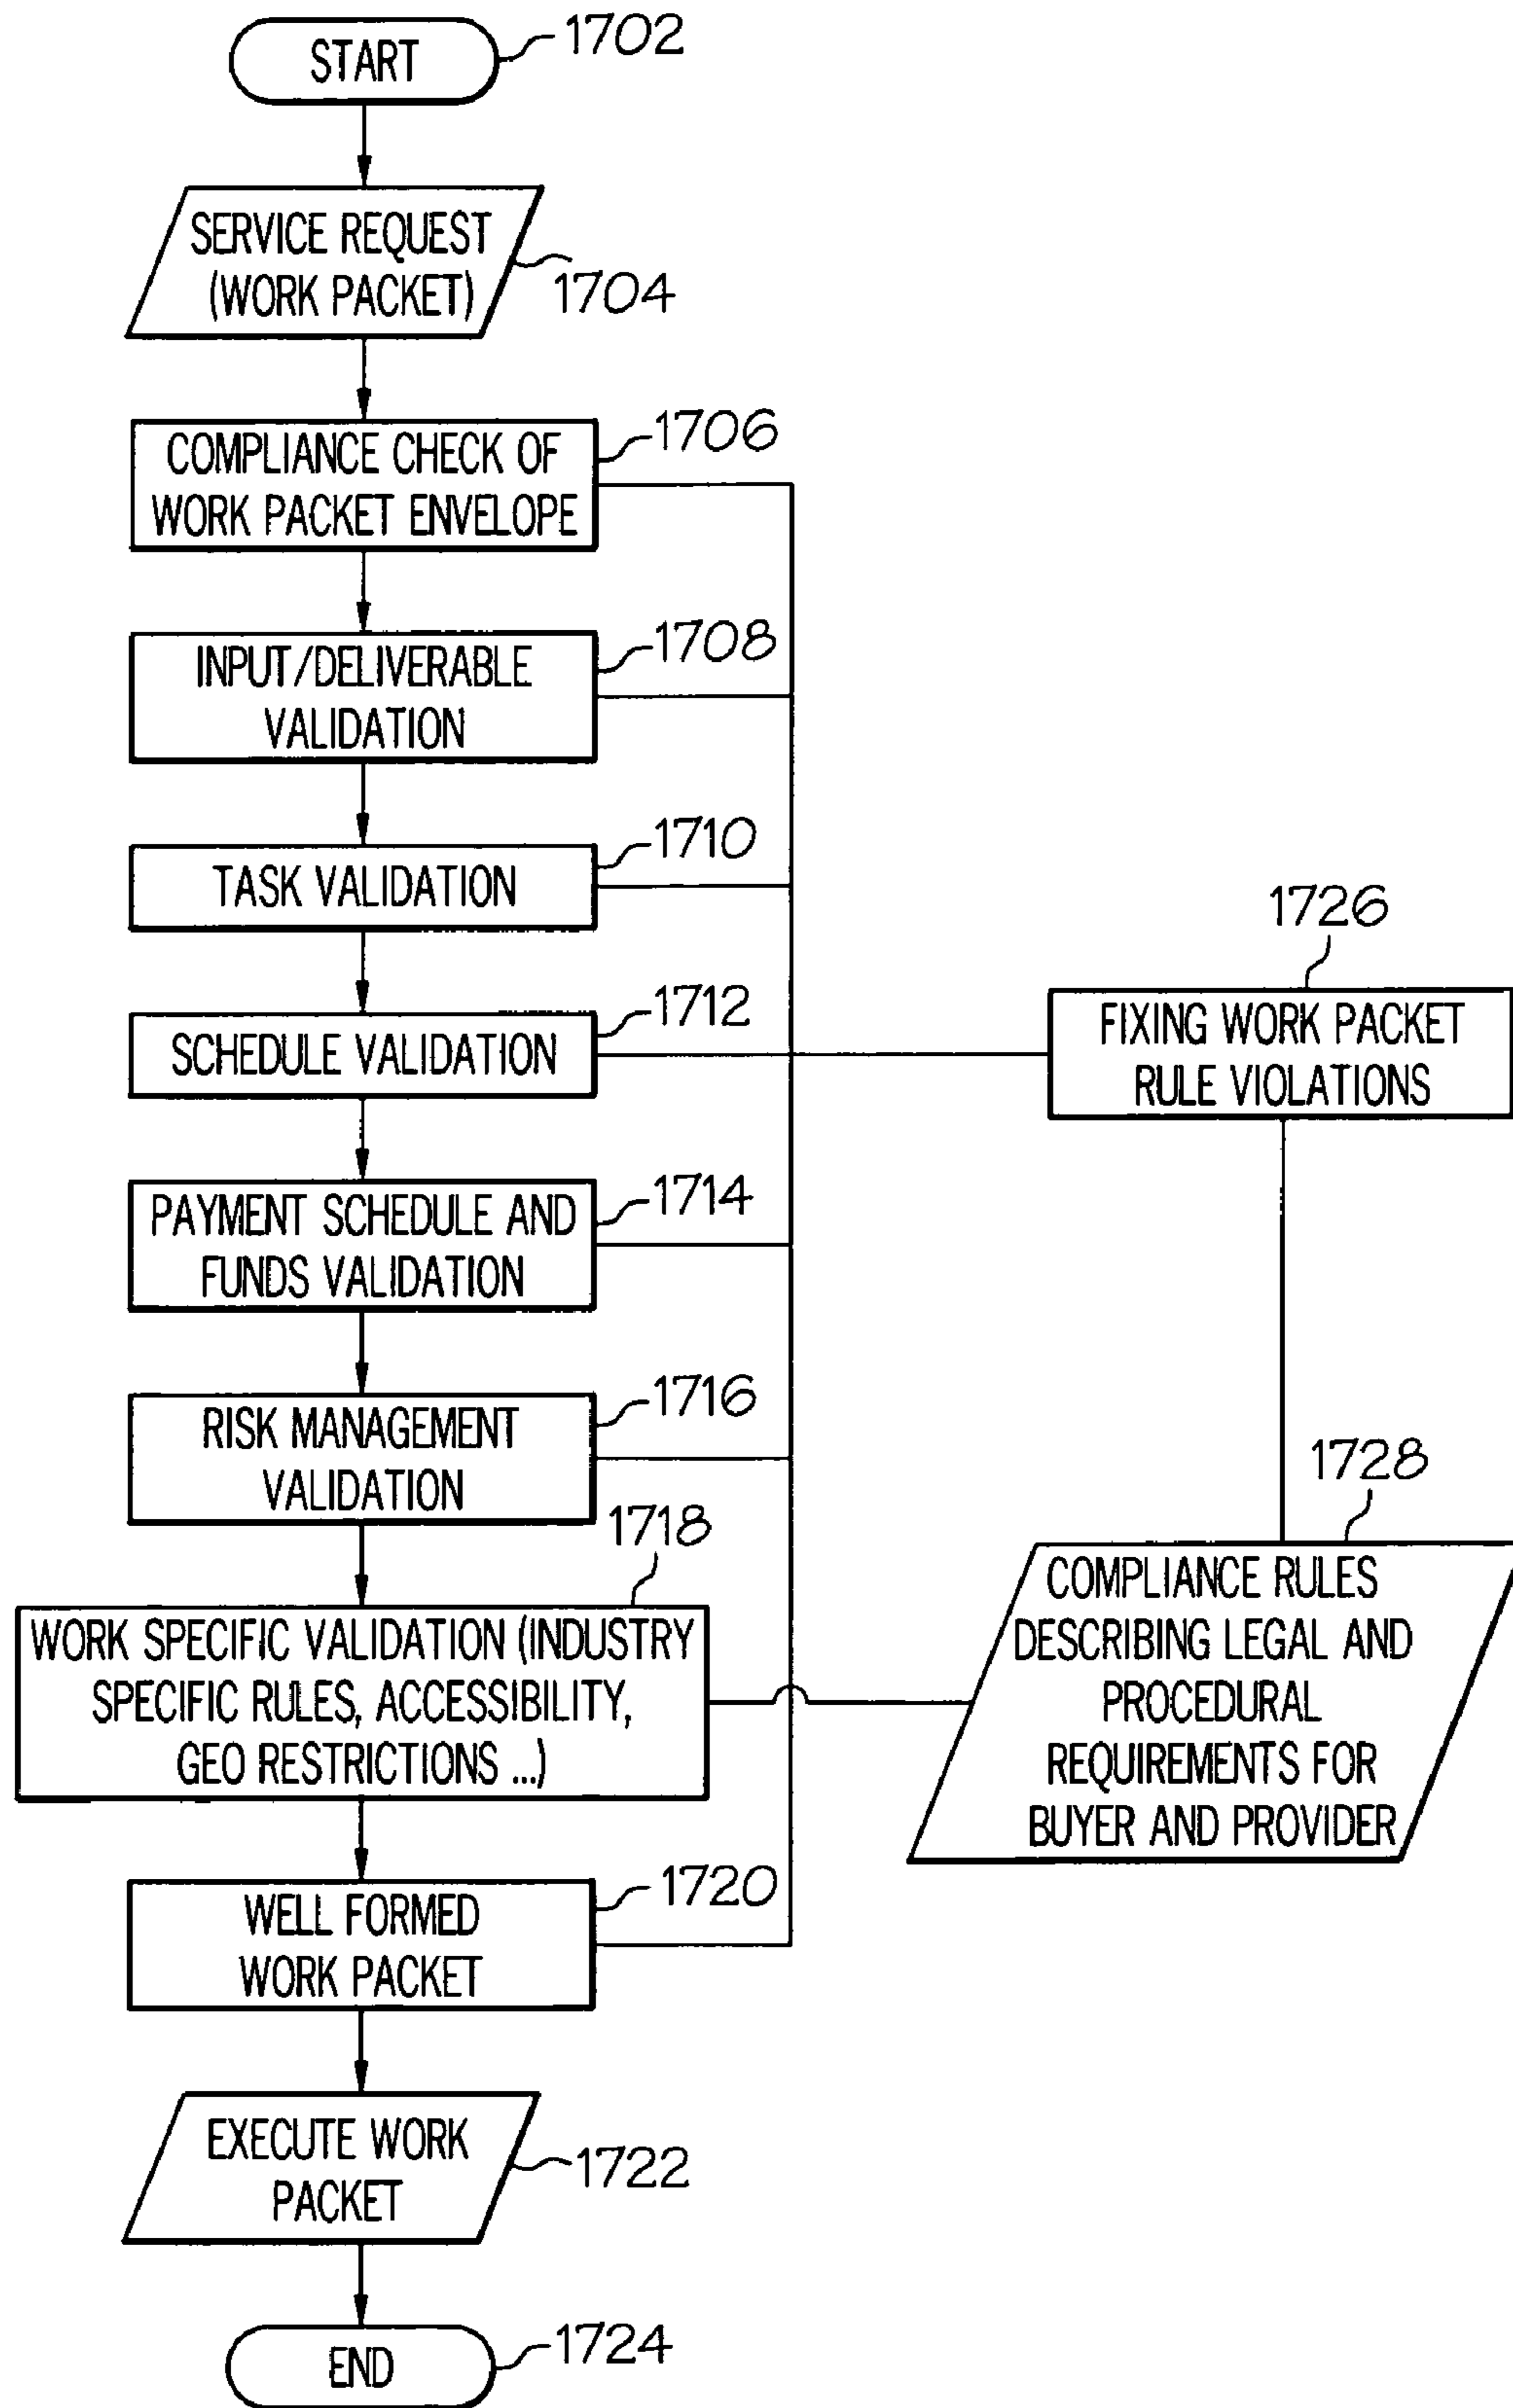 START
1702
SERVICE REQUEST
(WORK PACKET)
1704
COMPLIANCE CHECK OF
WORK PACKET ENVELOPE
1706
INPUT/DELIVERABLE
VALIDATION
1708
TASK VALIDATION
1710
SCHEDULE VALIDATION
1712
PAYMENT SCHEDULE AND
FUNDS VALIDATION
1714
RISK MANAGEMENT
VALIDATION
1716
WORK SPECIFIC VALIDATION (INDUSTRY
SPECIFIC RULES, ACCESSIBILITY,
GEO RESTRICTIONS ...)
1718
WELL FORMED
WORK PACKET
1720
EXECUTE WORK
PACKET
1722
END
1724
1726
FIXING WORK PACKET
RULE VIOLATIONS
1728
COMPLIANCE RULES
DESCRIBING LEGAL AND
PROCEDURAL
REQUIREMENTS FOR
BUYER AND PROVIDER